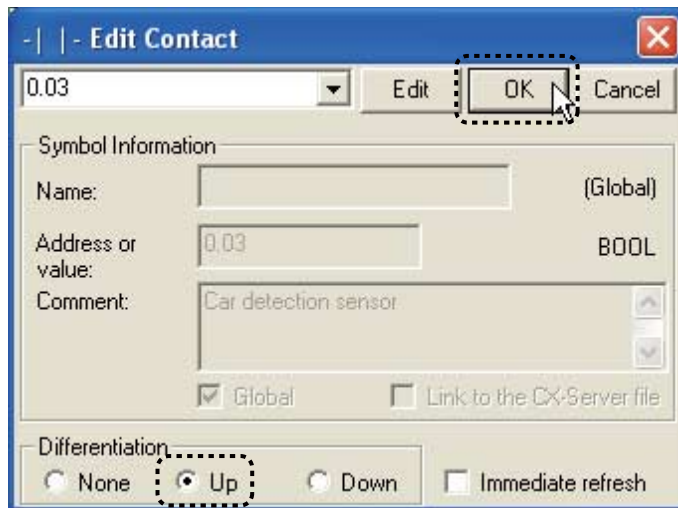 -| |- Edit Contact
0.03 Edit OK Cancel
Symbol Information
Name: (Global)
Address or value: 0.03 BOOL
Comment: Car detection sensor
Global Link to the CX-Server file
Differentiation
None Up Down Immediate refresh